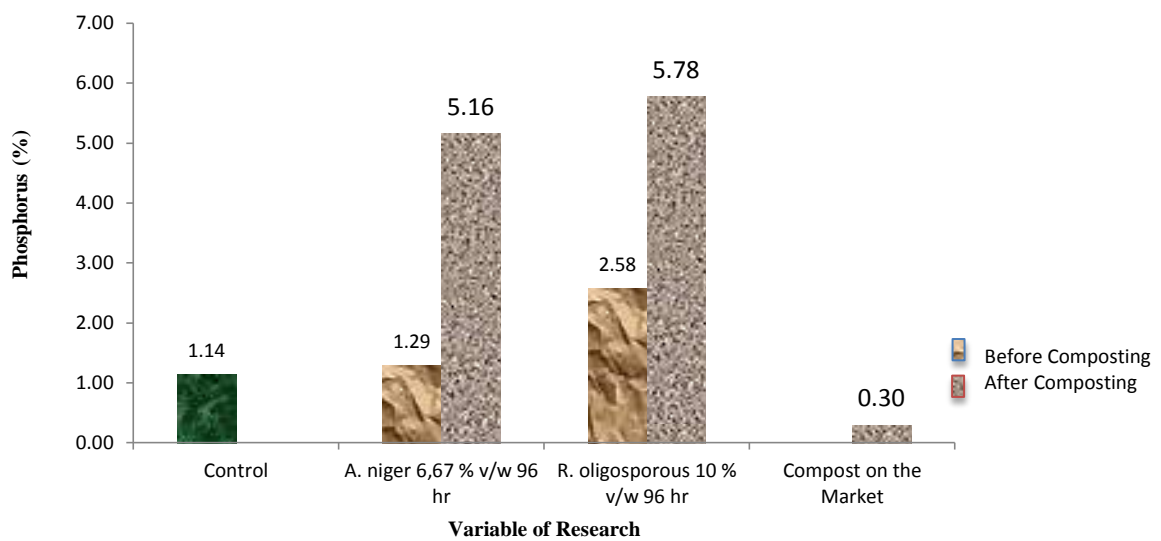 7.00
6.00
5.00
4.00
3.00
2.00
1.00
0.00
Phosphorus (%)
1.14
1.29
5.16
2.58
5.78
0.30
Before Composting
After Composting
Control
A. niger 6,67 % v/w 96
hr
R. oligosporous 10 %
v/w 96 hr
Compost on the
Market
Variable of Research